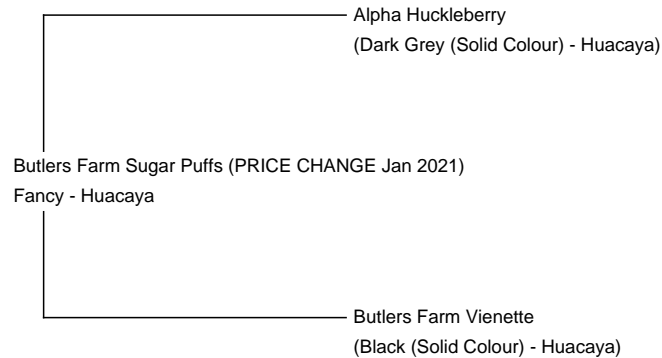 Alpha Huckleberry
(Dark Grey (Solid Colour) - Huacaya)
Butlers Farm Sugar Puffs (PRICE CHANGE Jan 2021)
Fancy - Huacaya
Butlers Farm Vienette
(Black (Solid Colour) - Huacaya)